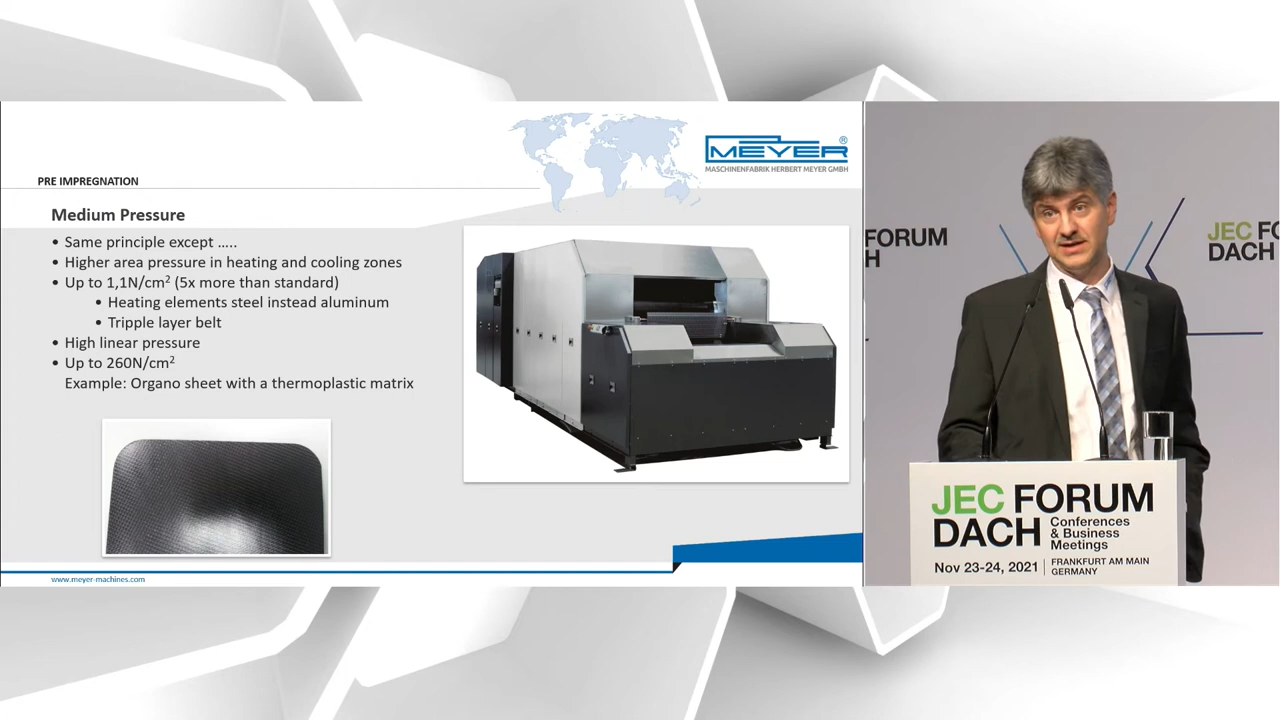 MEYER®
MASCHINENFABRIK HERBERT MEYER GMBH
PRE IMPREGNATION
Medium Pressure
• Same principle except .....
• Higher area pressure in heating and cooling zones
• Up to 1,1N/cm² (5x more than standard)
• Heating elements steel instead aluminum
• Tripple layer belt
• High linear pressure
• Up to 260N/cm²
Example: Organo sheet with a thermoplastic matrix
www.meyer-machines.com
FORUM
H
JEC FO
DACH
JEC FORUM
DACH Conferences
& Business
Meetings
Nov 23-24, 2021 | FRANKFURT AM MAIN
GERMANY